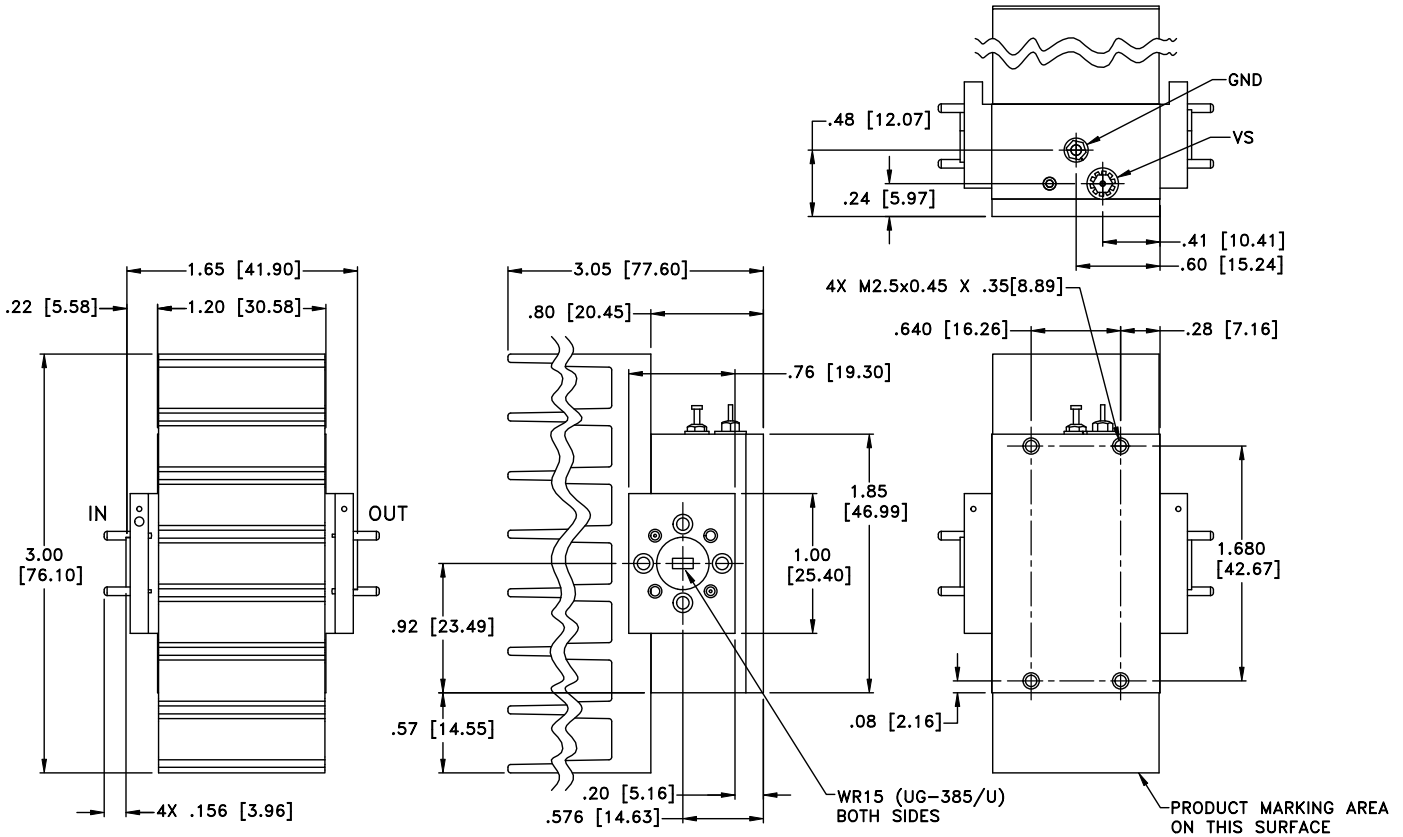 GND
.48 [12.07]
VS
.24 [5.97]
.41 [10.41]
.60 [15.24]
1.65 [41.90]
3.05 [77.60]
4X M2.5x0.45 X .35[8.89]
.22 [5.58]
1.20 [30.58]
.80 [20.45]
.640 [16.26]
.28 [7.16]
.76 [19.30]
IN
OUT
1.85
[46.99]
3.00
[76.10]
1.00
[25.40]
1.680
[42.67]
.92 [23.49]
.57 [14.55]
.08 [2.16]
.20 [5.16]
WR15 (UG-385/U)
BOTH SIDES
4X .156 [3.96]
.576 [14.63]
PRODUCT MARKING AREA
ON THIS SURFACE